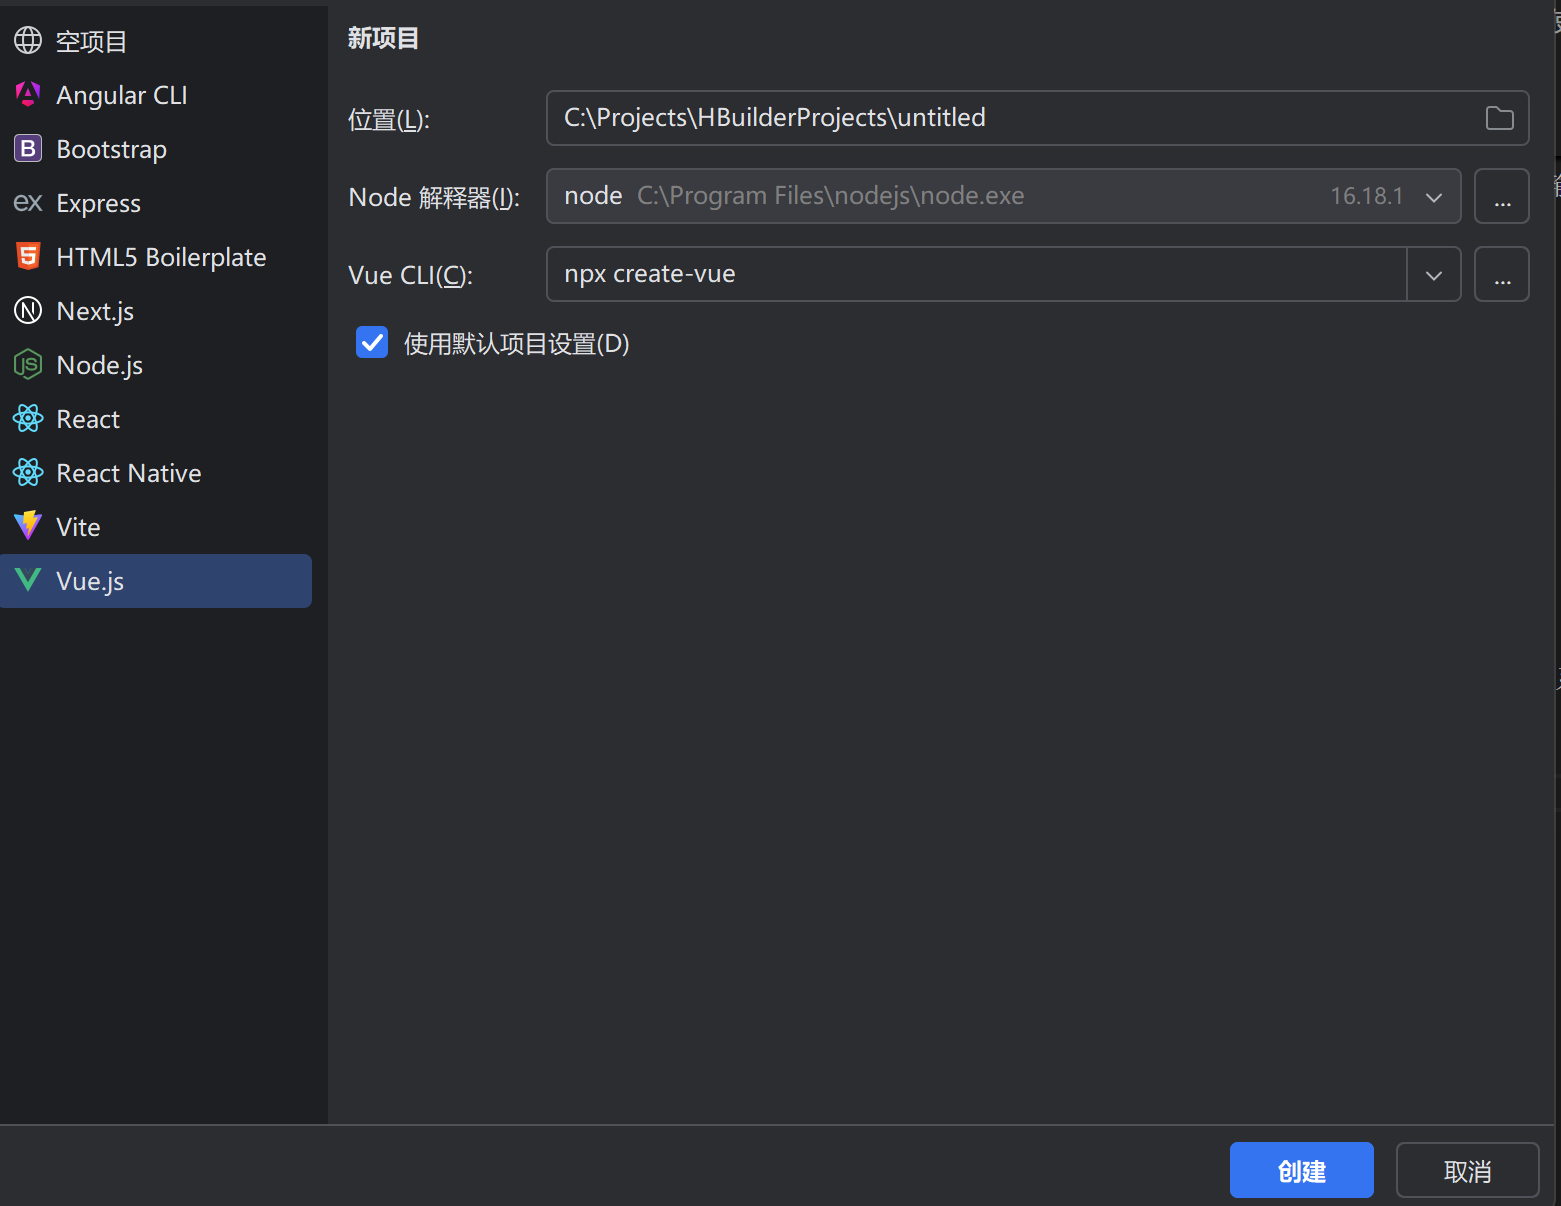 空项目
Angular CLI
Bootstrap
Express
HTML5 Boilerplate
Next.js
Node.js
React
React Native
Vite
Vue.js
新项目
位置(L):
C:\Projects\HBuilderProjects\untitled
Node 解释器(I):
node C:\Program Files\nodejs\node.exe 16.18.1
...
Vue CLI(C):
npx create-vue
...
使用默认项目设置(D)
创建
取消